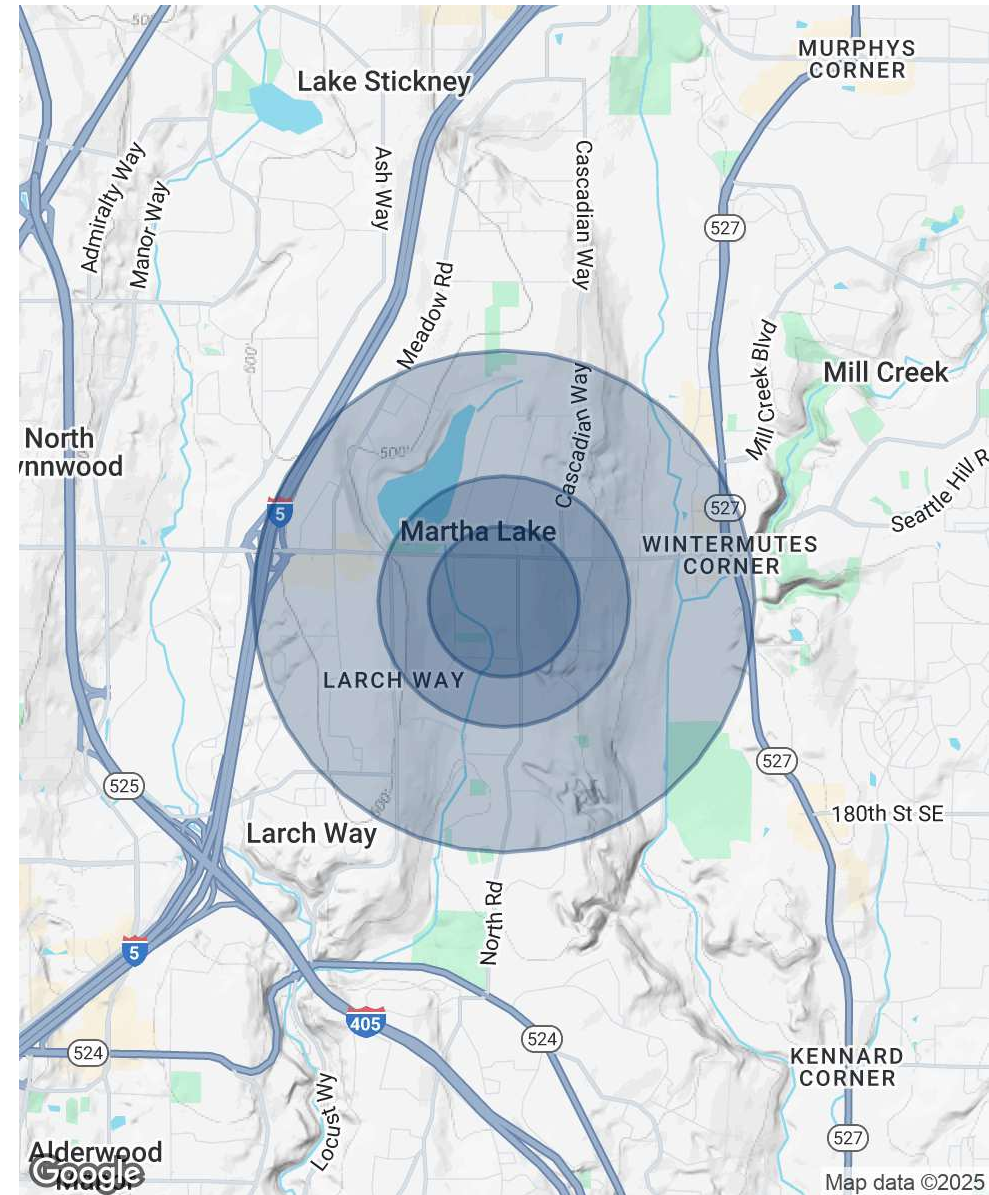 500'
MURPHYS
CORNER
Lake Stickney
Admiralty Way
Manor Way
Ash Way
Cascadian Way
527
Meadow Rd
500'
Mill Creek Blvd
Mill Creek
Cascadian Way
North
ynnwood
500'
Seattle Hill R
5
527
Martha Lake
WINTERMUTES
CORNER
LARCH WAY
527
525
180th St SE
Larch Way
North Rd
5
405
524
524
KENNARD
CORNER
Locust Wy
527
Alderwood
Manor
Google
Map data ©2025